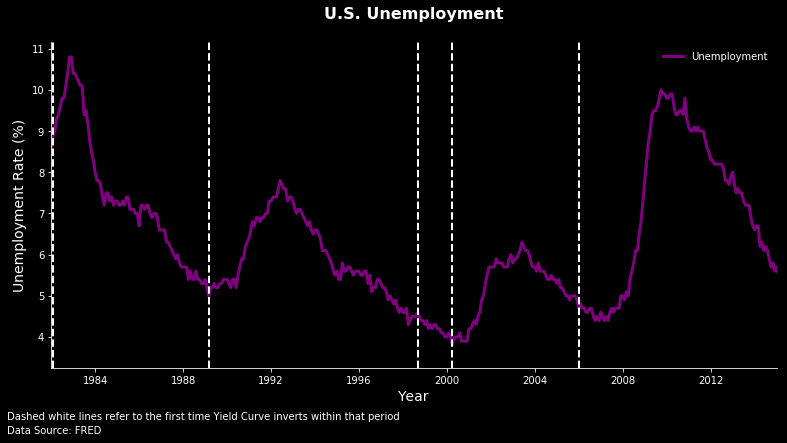 U.S. Unemployment
Unemployment
Unemployment Rate (%)
11
10
9
8
7
6
5
4
1984 1988 1992 1996 2000 2004 2008 2012
Year
Dashed white lines refer to the first time Yield Curve inverts within that period
Data Source: FRED